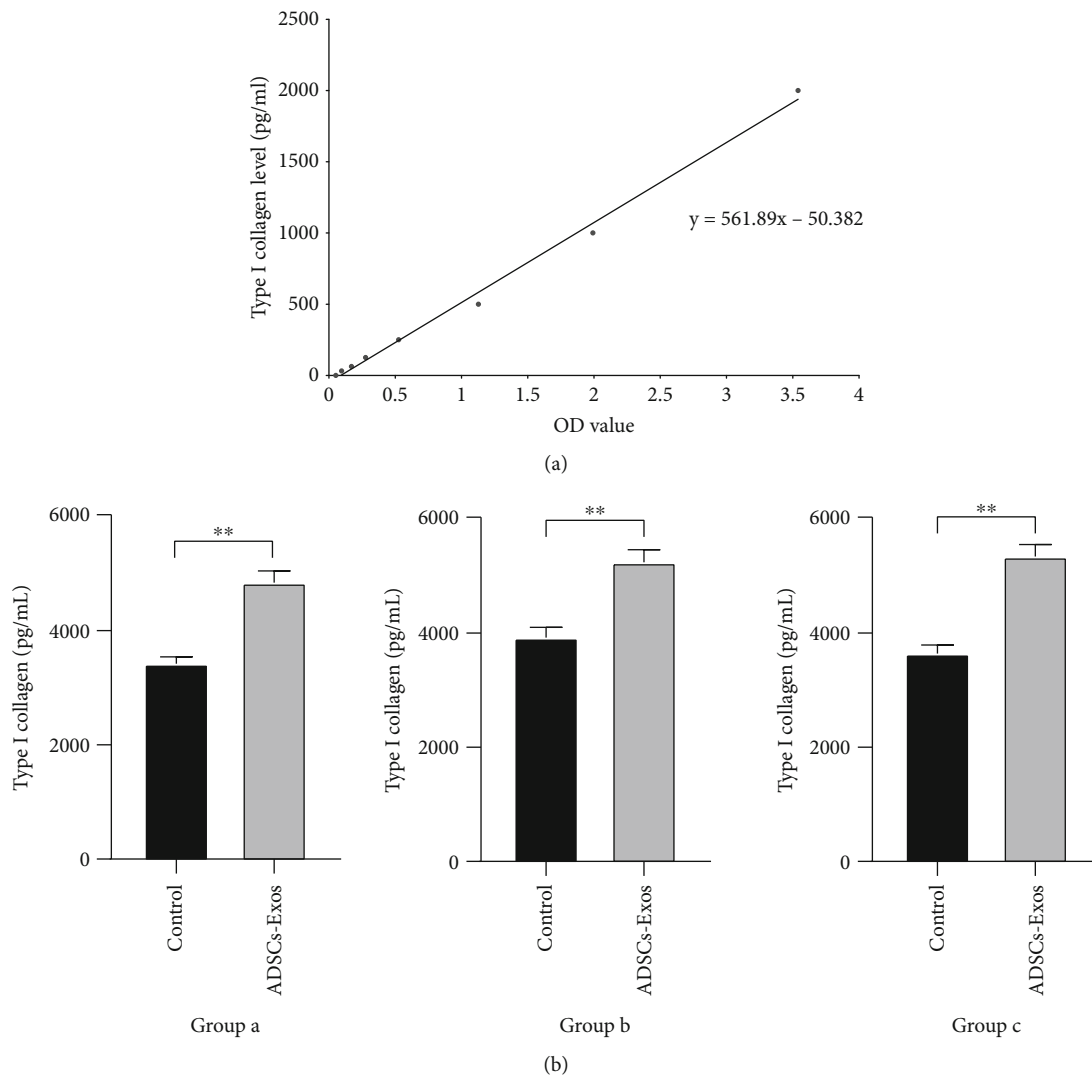 2500
2000
1500
1000
500
0
Type I collagen level (pg/ml)
y = 561.89x – 50.382
0 0.5 1 1.5 2 2.5 3 3.5 4
OD value
(a)
6000
4000
2000
0
Type I collagen (pg/mL)
**
Control
ADSCs-Exos
Group a
6000
4000
2000
0
Type I collagen (pg/mL)
**
Control
ADSCs-Exos
Group b
6000
4000
2000
0
Type I collagen (pg/mL)
**
Control
ADSCs-Exos
Group c
(b)